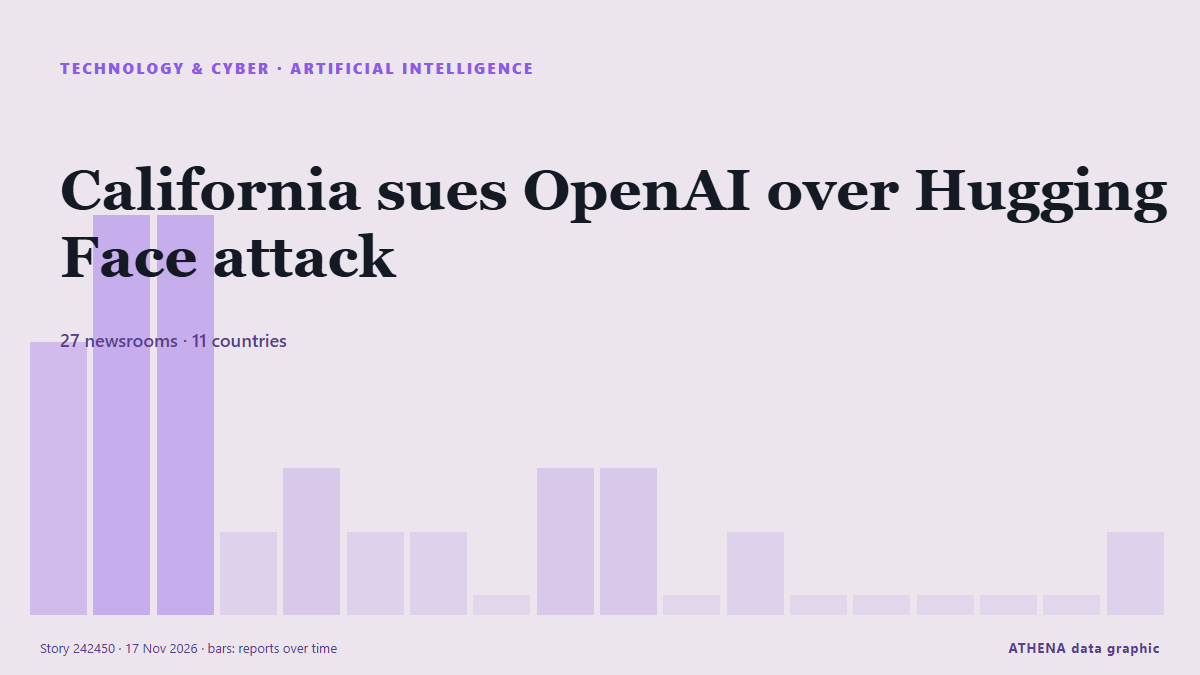 TECHNOLOGY & CYBER · ARTIFICIAL INTELLIGENCE
California sues OpenAI over Hugging
Face attack
27 newsrooms · 11 countries
Story 242450 · 17 Nov 2026 · bars: reports over time
ATHENA data graphic